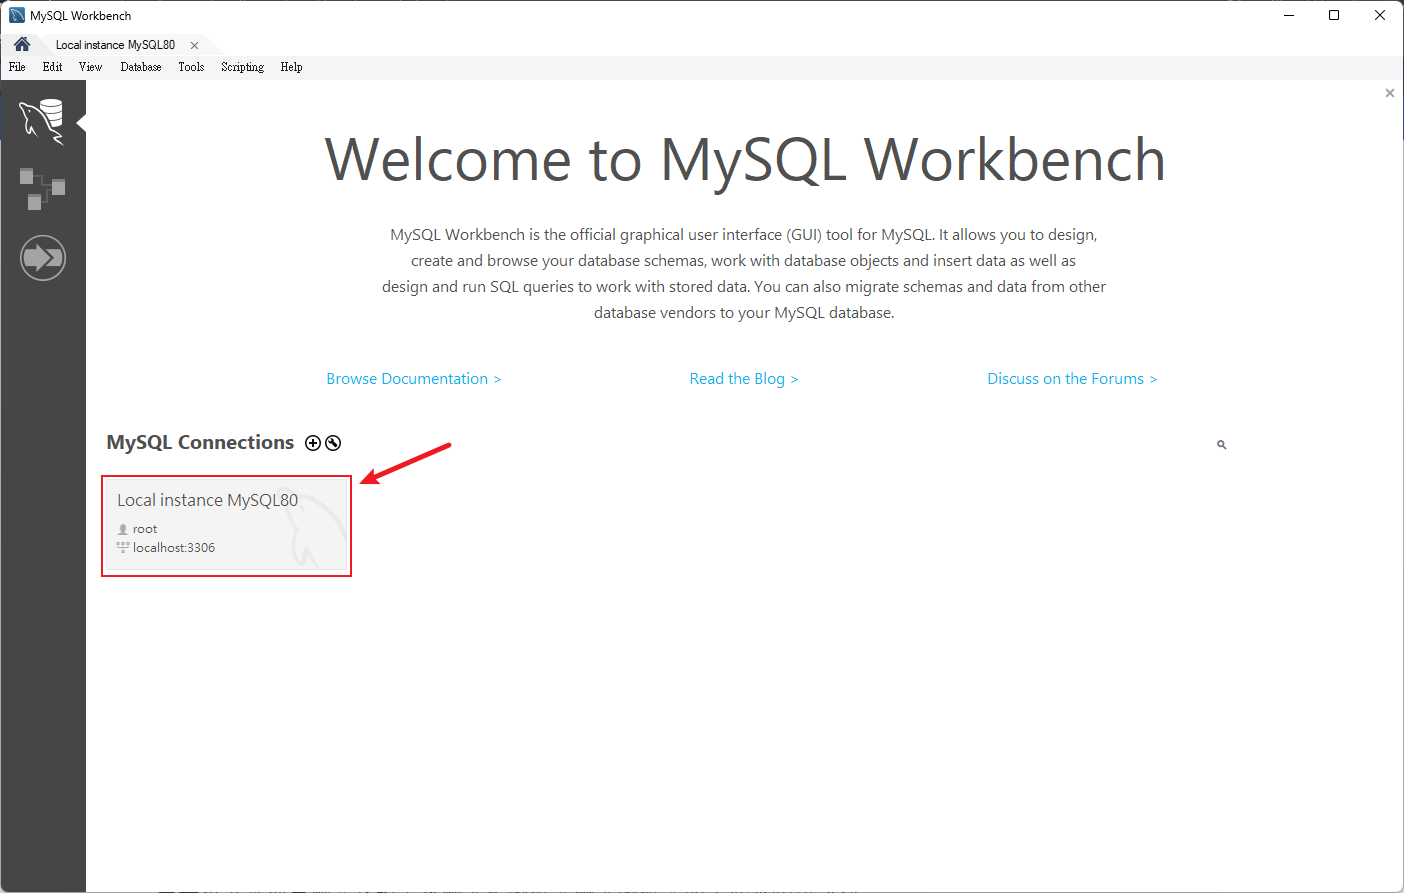 MySQL Workbench
Local instance MySQL80
File Edit View Database Tools Scripting Help
Welcome to MySQL Workbench
MySQL Workbench is the official graphical user interface (GUI) tool for MySQL. It allows you to design,
create and browse your database schemas, work with database objects and insert data as well as
design and run SQL queries to work with stored data. You can also migrate schemas and data from other
database vendors to your MySQL database.
Browse Documentation > Read the Blog > Discuss on the Forums >
MySQL Connections
Local instance MySQL80
root
localhost:3306